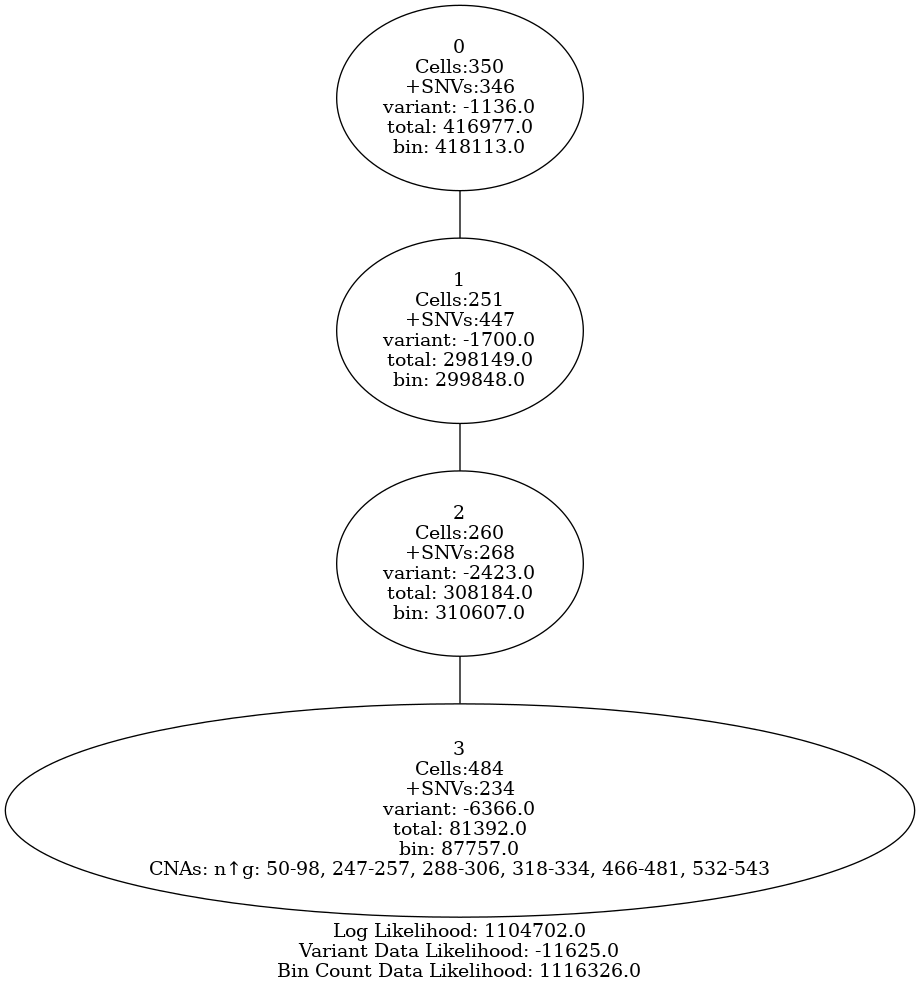 0
Cells:350
+SNVs:346
variant: -1136.0
total: 416977.0
bin: 418113.0
1
Cells:251
+SNVs:447
variant: -1700.0
total: 298149.0
bin: 299848.0
2
Cells:260
+SNVs:268
variant: -2423.0
total: 308184.0
bin: 310607.0
3
Cells:484
+SNVs:234
variant: -6366.0
total: 81392.0
bin: 87757.0
CNAs: n↑g: 50-98, 247-257, 288-306, 318-334, 466-481, 532-543
Log Likelihood: 1104702.0
Variant Data Likelihood: -11625.0
Bin Count Data Likelihood: 1116326.0